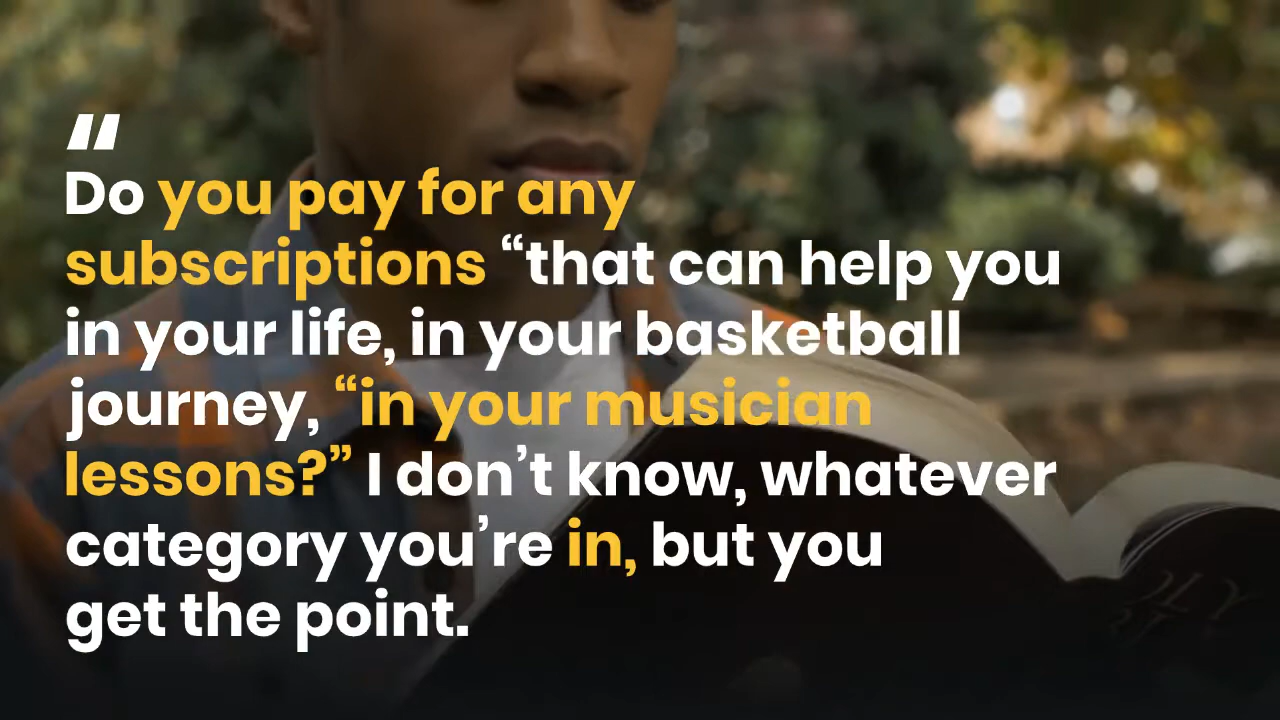 "
Do you pay for any
subscriptions “that can help you
in your life, in your basketball
journey, “in your musician
lessons?” I don’t know, whatever
category you’re in, but you
get the point.